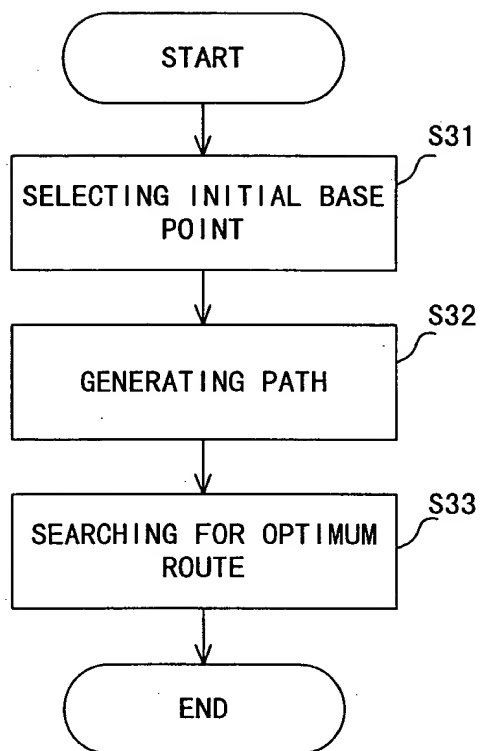 START
S31
SELECTING INITIAL BASE
POINT
S32
GENERATING PATH
S33
SEARCHING FOR OPTIMUM
ROUTE
END